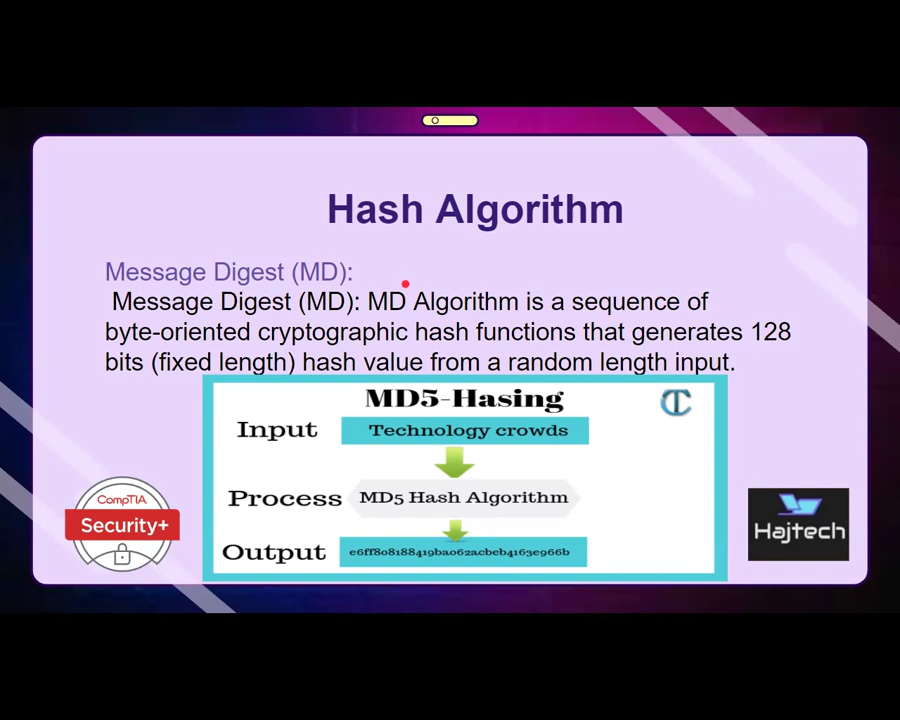 Hash Algorithm
Message Digest (MD):
Message Digest (MD): MD Algorithm is a sequence of
byte-oriented cryptographic hash functions that generates 128
bits (fixed length) hash value from a random length input.
MD5-Hasing
TC
Input Technology crowds
Process MD5 Hash Algorithm
Output e6ff808188419ba062acbeb4163e966b
CompTIA
Security+
Hajtech